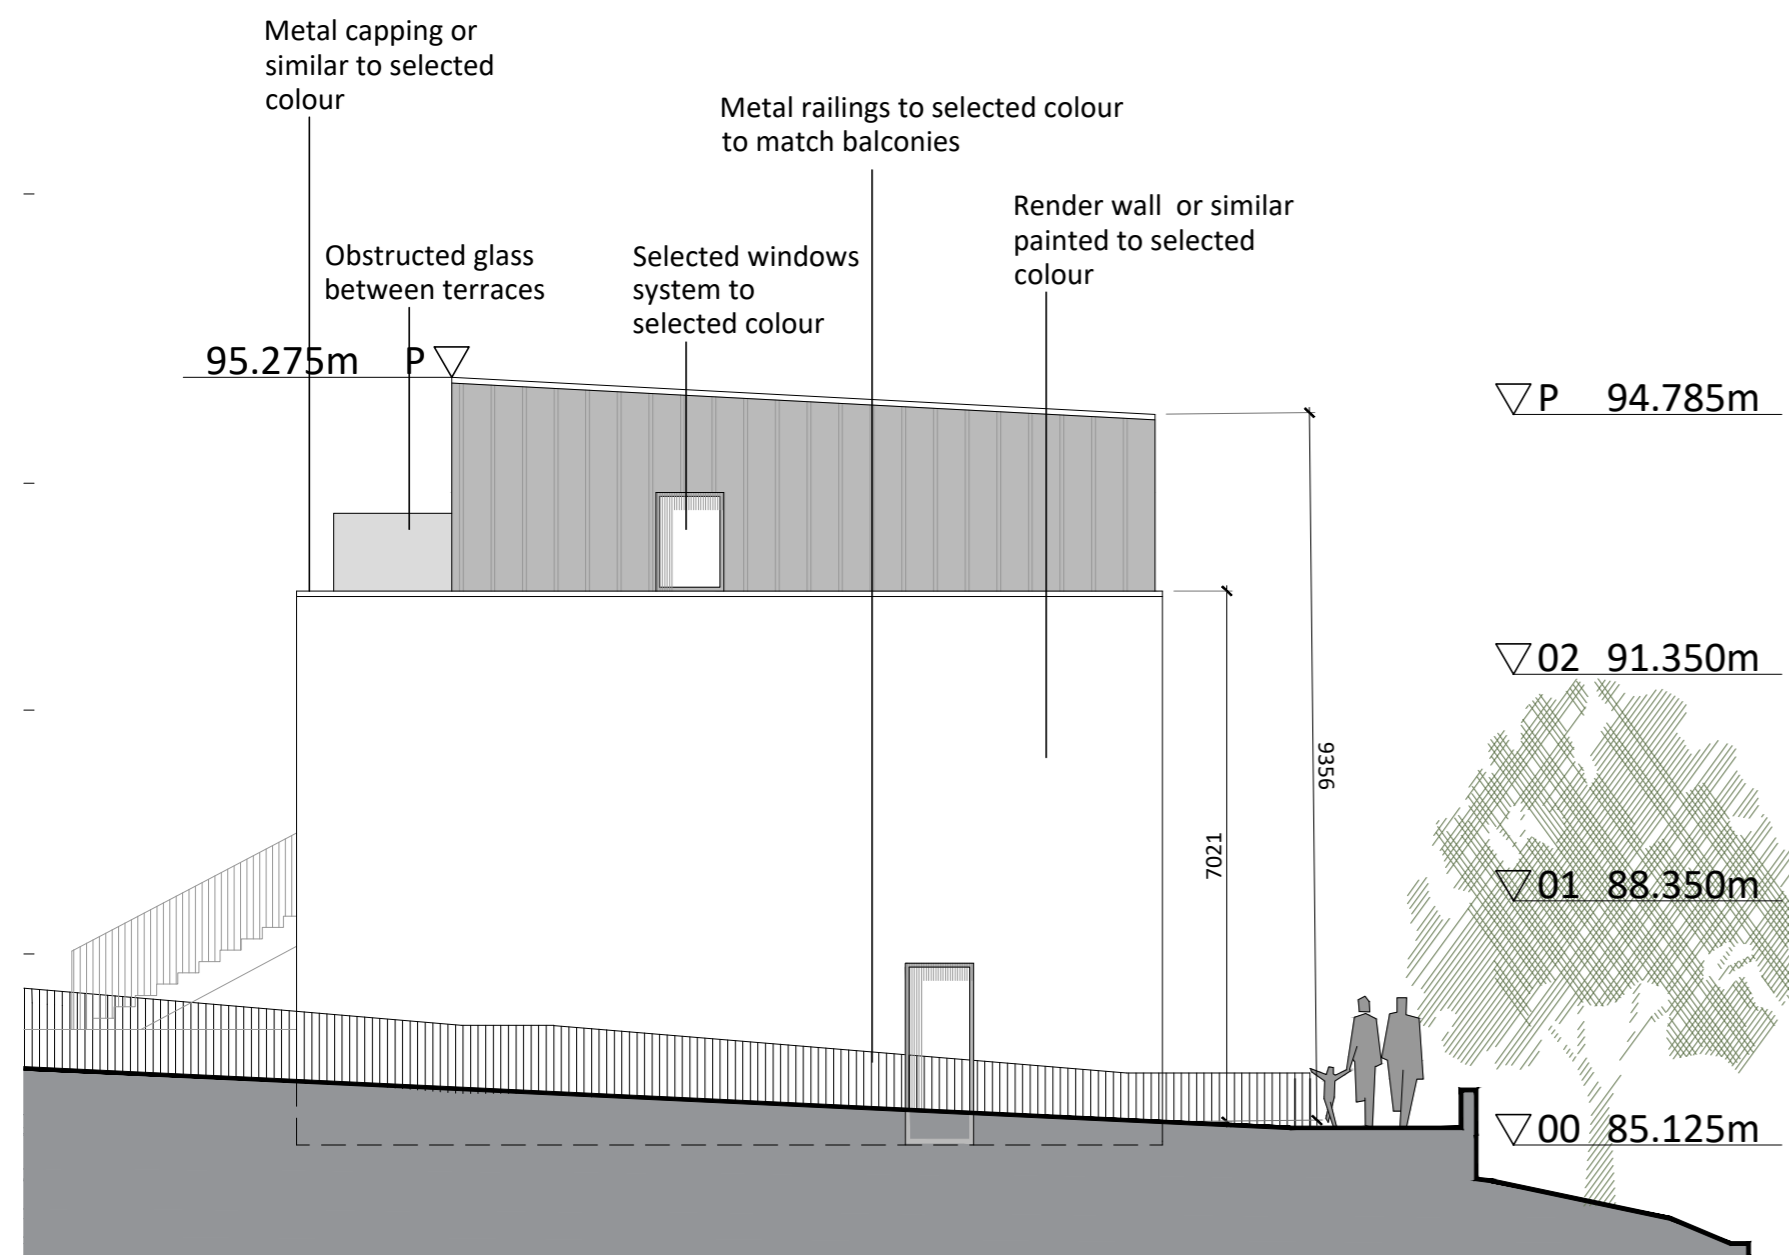 Metal capping or
similar to selected
colour
Metal railings to selected colour
to match balconies
Render wall or similar
painted to selected
colour
Obstructed glass
between terraces
Selected windows
system to
selected colour
95.275m P
P 94.785m
02 91.350m
9356
7021
01 88.350m
00 85.125m